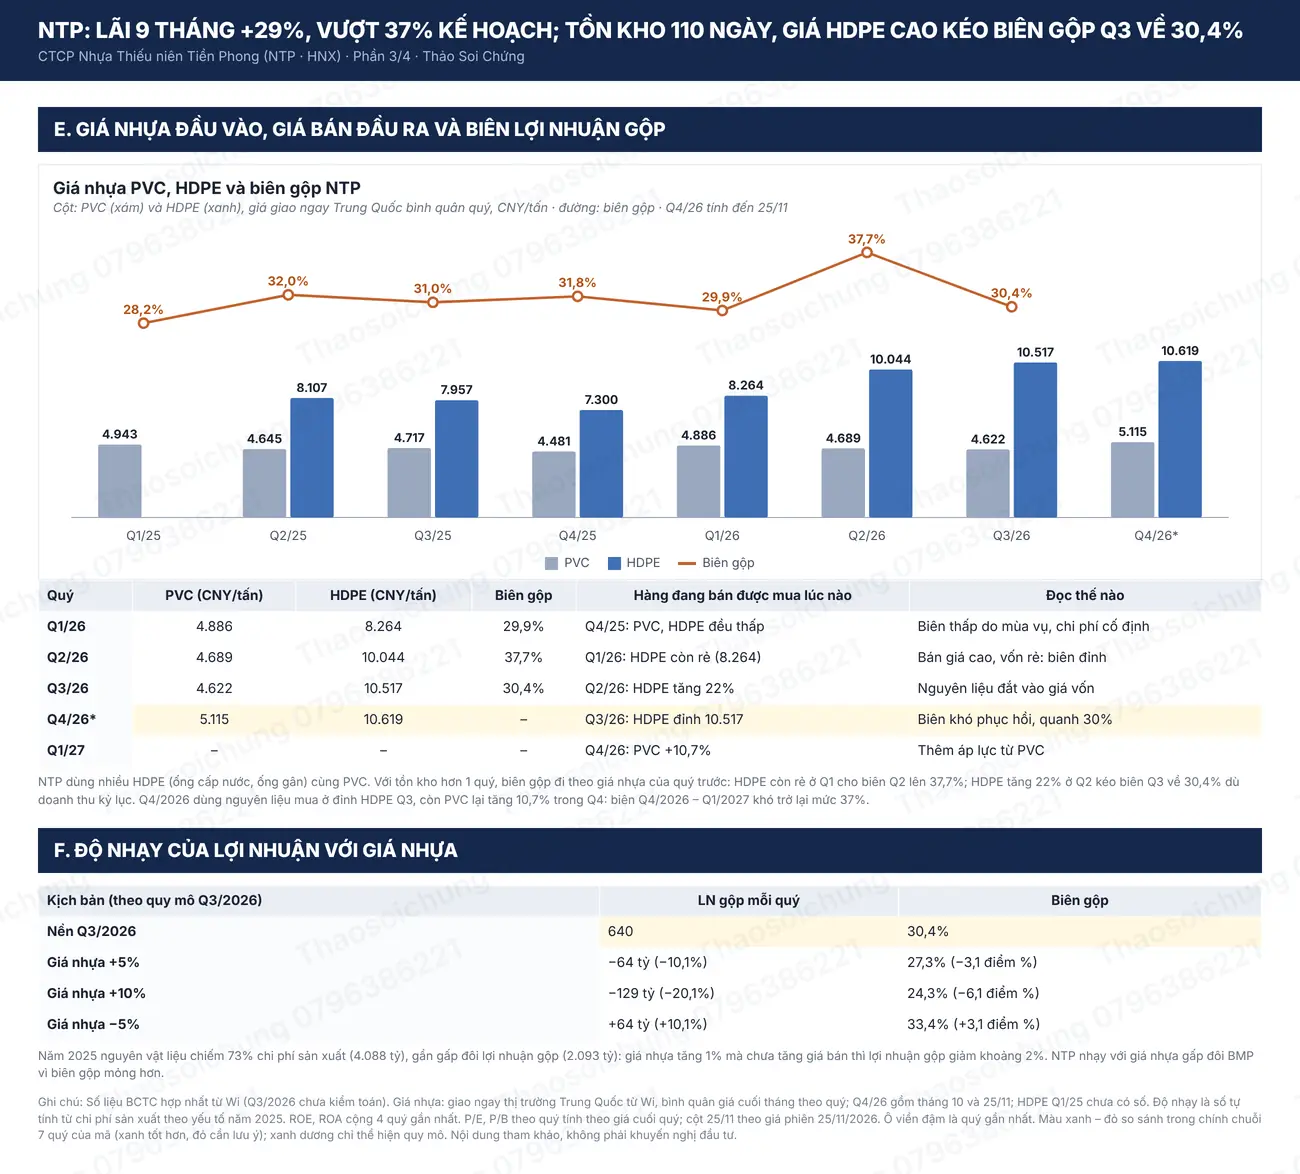 NTP: LÃI 9 THÁNG +29%, VƯỢT 37% KẾ HOẠCH; TỒN KHO 110 NGÀY, GIÁ HDPE CAO KÉO BIÊN GỘP Q3 VỀ 30,4%
CTCP Nhựa Thiếu niên Tiền Phong (NTP · HNX) · Phần 3/4 · Thảo Soi Chứng
E. GIÁ NHỰA ĐẦU VÀO, GIÁ BÁN ĐẦU RA VÀ BIÊN LỢI NHUẬN GỘP
Giá nhựa PVC, HDPE và biên gộp NTP
Cột: PVC (xám) và HDPE (xanh), giá giao ngay Trung Quốc bình quân quý, CNY/tấn · đường: biên gộp · Q4/26 tính đến 25/11
28,2% 32,0% 31,0% 31,8% 29,9% 37,7% 30,4%
4.943 4.645 8.107 4.717 7.957 4.481 7.300 4.886 8.264 4.689 10.044 4.622 10.517 5.115 10.619
Q1/25 Q2/25 Q3/25 Q4/25 Q1/26 Q2/26 Q3/26 Q4/26*
PVC HDPE Biên gộp
Quý PVC (CNY/tấn) HDPE (CNY/tấn) Biên gộp Hàng đang bán được mua lúc nào Đọc thế nào
Q1/26 4.886 8.264 29,9% Q4/25: PVC, HDPE đều thấp Biên thấp do mùa vụ, chi phí cố định
Q2/26 4.689 10.044 37,7% Q1/26: HDPE còn rẻ (8.264) Bán giá cao, vốn rẻ: biên đỉnh
Q3/26 4.622 10.517 30,4% Q2/26: HDPE tăng 22% Nguyên liệu đắt vào giá vốn
Q4/26* 5.115 10.619 – Q3/26: HDPE đỉnh 10.517 Biên khó phục hồi, quanh 30%
Q1/27 – – – Q4/26: PVC +10,7% Thêm áp lực từ PVC
NTP dùng nhiều HDPE (ống cấp nước, ống gân) cùng PVC. Với tồn kho hơn 1 quý, biên gộp đi theo giá nhựa của quý trước: HDPE còn rẻ ở Q1 cho biên Q2 lên 37,7%; HDPE tăng 22% ở Q2 kéo biên Q3 về 30,4% dù
doanh thu kỷ lục. Q4/2026 dùng nguyên liệu mua ở đỉnh HDPE Q3, còn PVC lại tăng 10,7% trong Q4: biên Q4/2026 – Q1/2027 khó trở lại mức 37%.
F. ĐỘ NHẠY CỦA LỢI NHUẬN VỚI GIÁ NHỰA
Kịch bản (theo quy mô Q3/2026) LN gộp mỗi quý Biên gộp
Nền Q3/2026 640 30,4%
Giá nhựa +5% −64 tỷ (−10,1%) 27,3% (−3,1 điểm %)
Giá nhựa +10% −129 tỷ (−20,1%) 24,3% (−6,1 điểm %)
Giá nhựa −5% +64 tỷ (+10,1%) 33,4% (+3,1 điểm %)
Năm 2025 nguyên vật liệu chiếm 73% chi phí sản xuất (4.088 tỷ), gần gấp đôi lợi nhuận gộp (2.093 tỷ): giá nhựa tăng 1% mà chưa tăng giá bán thì lợi nhuận gộp giảm khoảng 2%. NTP nhạy với giá nhựa gấp đôi BMP
vì biên gộp mỏng hơn.
Ghi chú: Số liệu BCTC hợp nhất từ Wi (Q3/2026 chưa kiểm toán). Giá nhựa: giao ngay thị trường Trung Quốc từ Wi, bình quân giá cuối tháng theo quý; Q4/26 gồm tháng 10 và 25/11; HDPE Q1/25 chưa có số. Độ nhạy là số tự
tính từ chi phí sản xuất theo yếu tố năm 2025. ROE, ROA cộng 4 quý gần nhất. P/E, P/B theo quý tính theo giá cuối quý; cột 25/11 theo giá phiên 25/11/2026. Ô viền đậm là quý gần nhất. Màu xanh – đỏ so sánh trong chính chuỗi
7 quý của mã (xanh tốt hơn, đỏ cần lưu ý); xanh dương chỉ thể hiện quy mô. Nội dung tham khảo, không phải khuyến nghị đầu tư.
Thaosoichung 0796386221